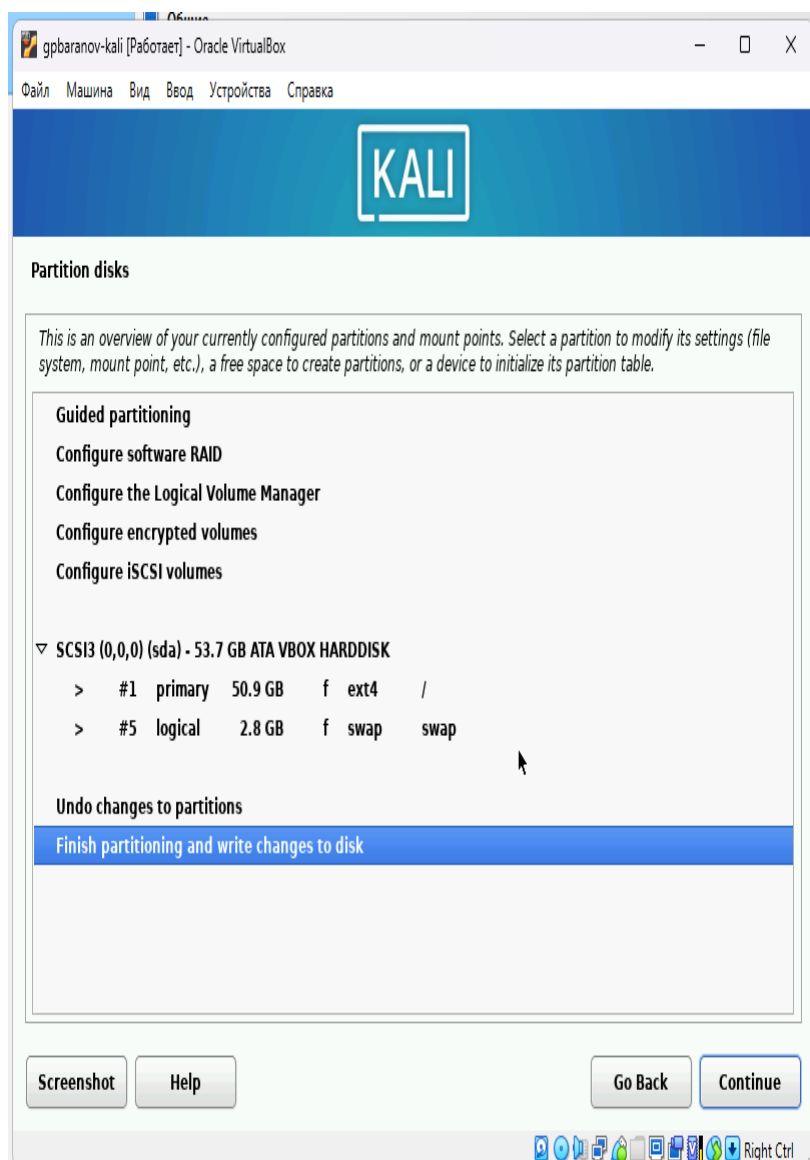 Общие
gpbaranov-kali [Работает] - Oracle VirtualBox
Файл Машина Вид Ввод Устройства Справка
KALI
Partition disks
This is an overview of your currently configured partitions and mount points. Select a partition to modify its settings (file
system, mount point, etc.), a free space to create partitions, or a device to initialize its partition table.
Guided partitioning
Configure software RAID
Configure the Logical Volume Manager
Configure encrypted volumes
Configure iSCSI volumes
SCSI3 (0,0,0) (sda) - 53.7 GB ATA VBOX HARDDISK
> #1 primary 50.9 GB f ext4 /
> #5 logical 2.8 GB f swap swap
Undo changes to partitions
Finish partitioning and write changes to disk
Screenshot Help Go Back Continue
Right Ctrl